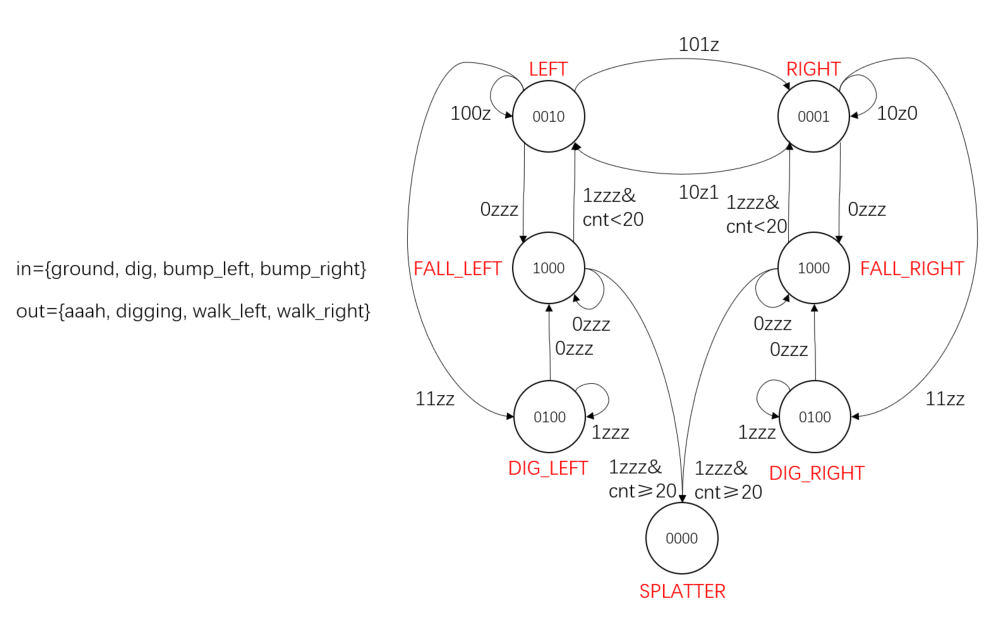 101z
LEFT
RIGHT
100z
0010
0001
10z0
10z1
0zzz
1zzz&
cnt<20
1zzz&
cnt<20
0zzz
in={ground, dig, bump_left, bump_right}
FALL_LEFT
1000
1000
FALL_RIGHT
out={aaah, digging, walk_left, walk_right}
0zzz
0zzz
0zzz
0zzz
11zz
0100
1zzz
1zzz
0100
11zz
DIG_LEFT
DIG_RIGHT
1zzz&
cnt≥20
1zzz&
cnt≥20
0000
SPLATTER